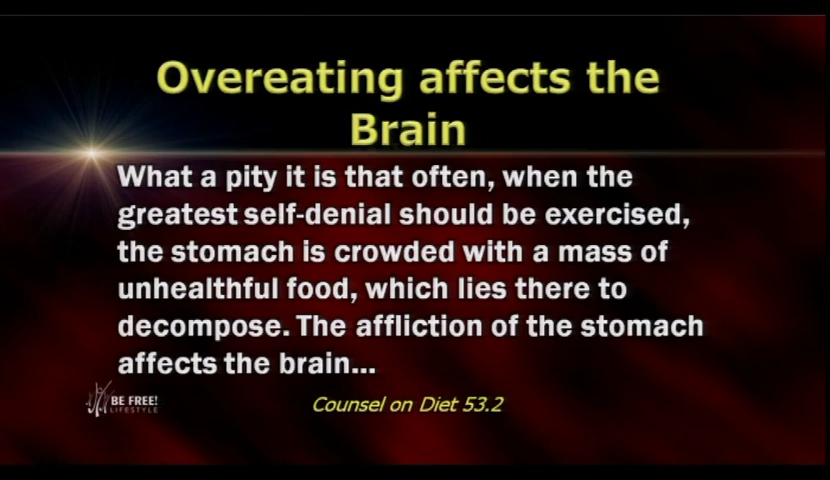 Overeating affects the
Brain
What a pity it is that often, when the
greatest self-denial should be exercised,
the stomach is crowded with a mass of
unhealthful food, which lies there to
decompose. The affliction of the stomach
affects the brain...
BE FREE!
LIFESTYLE
Counsel on Diet 53.2